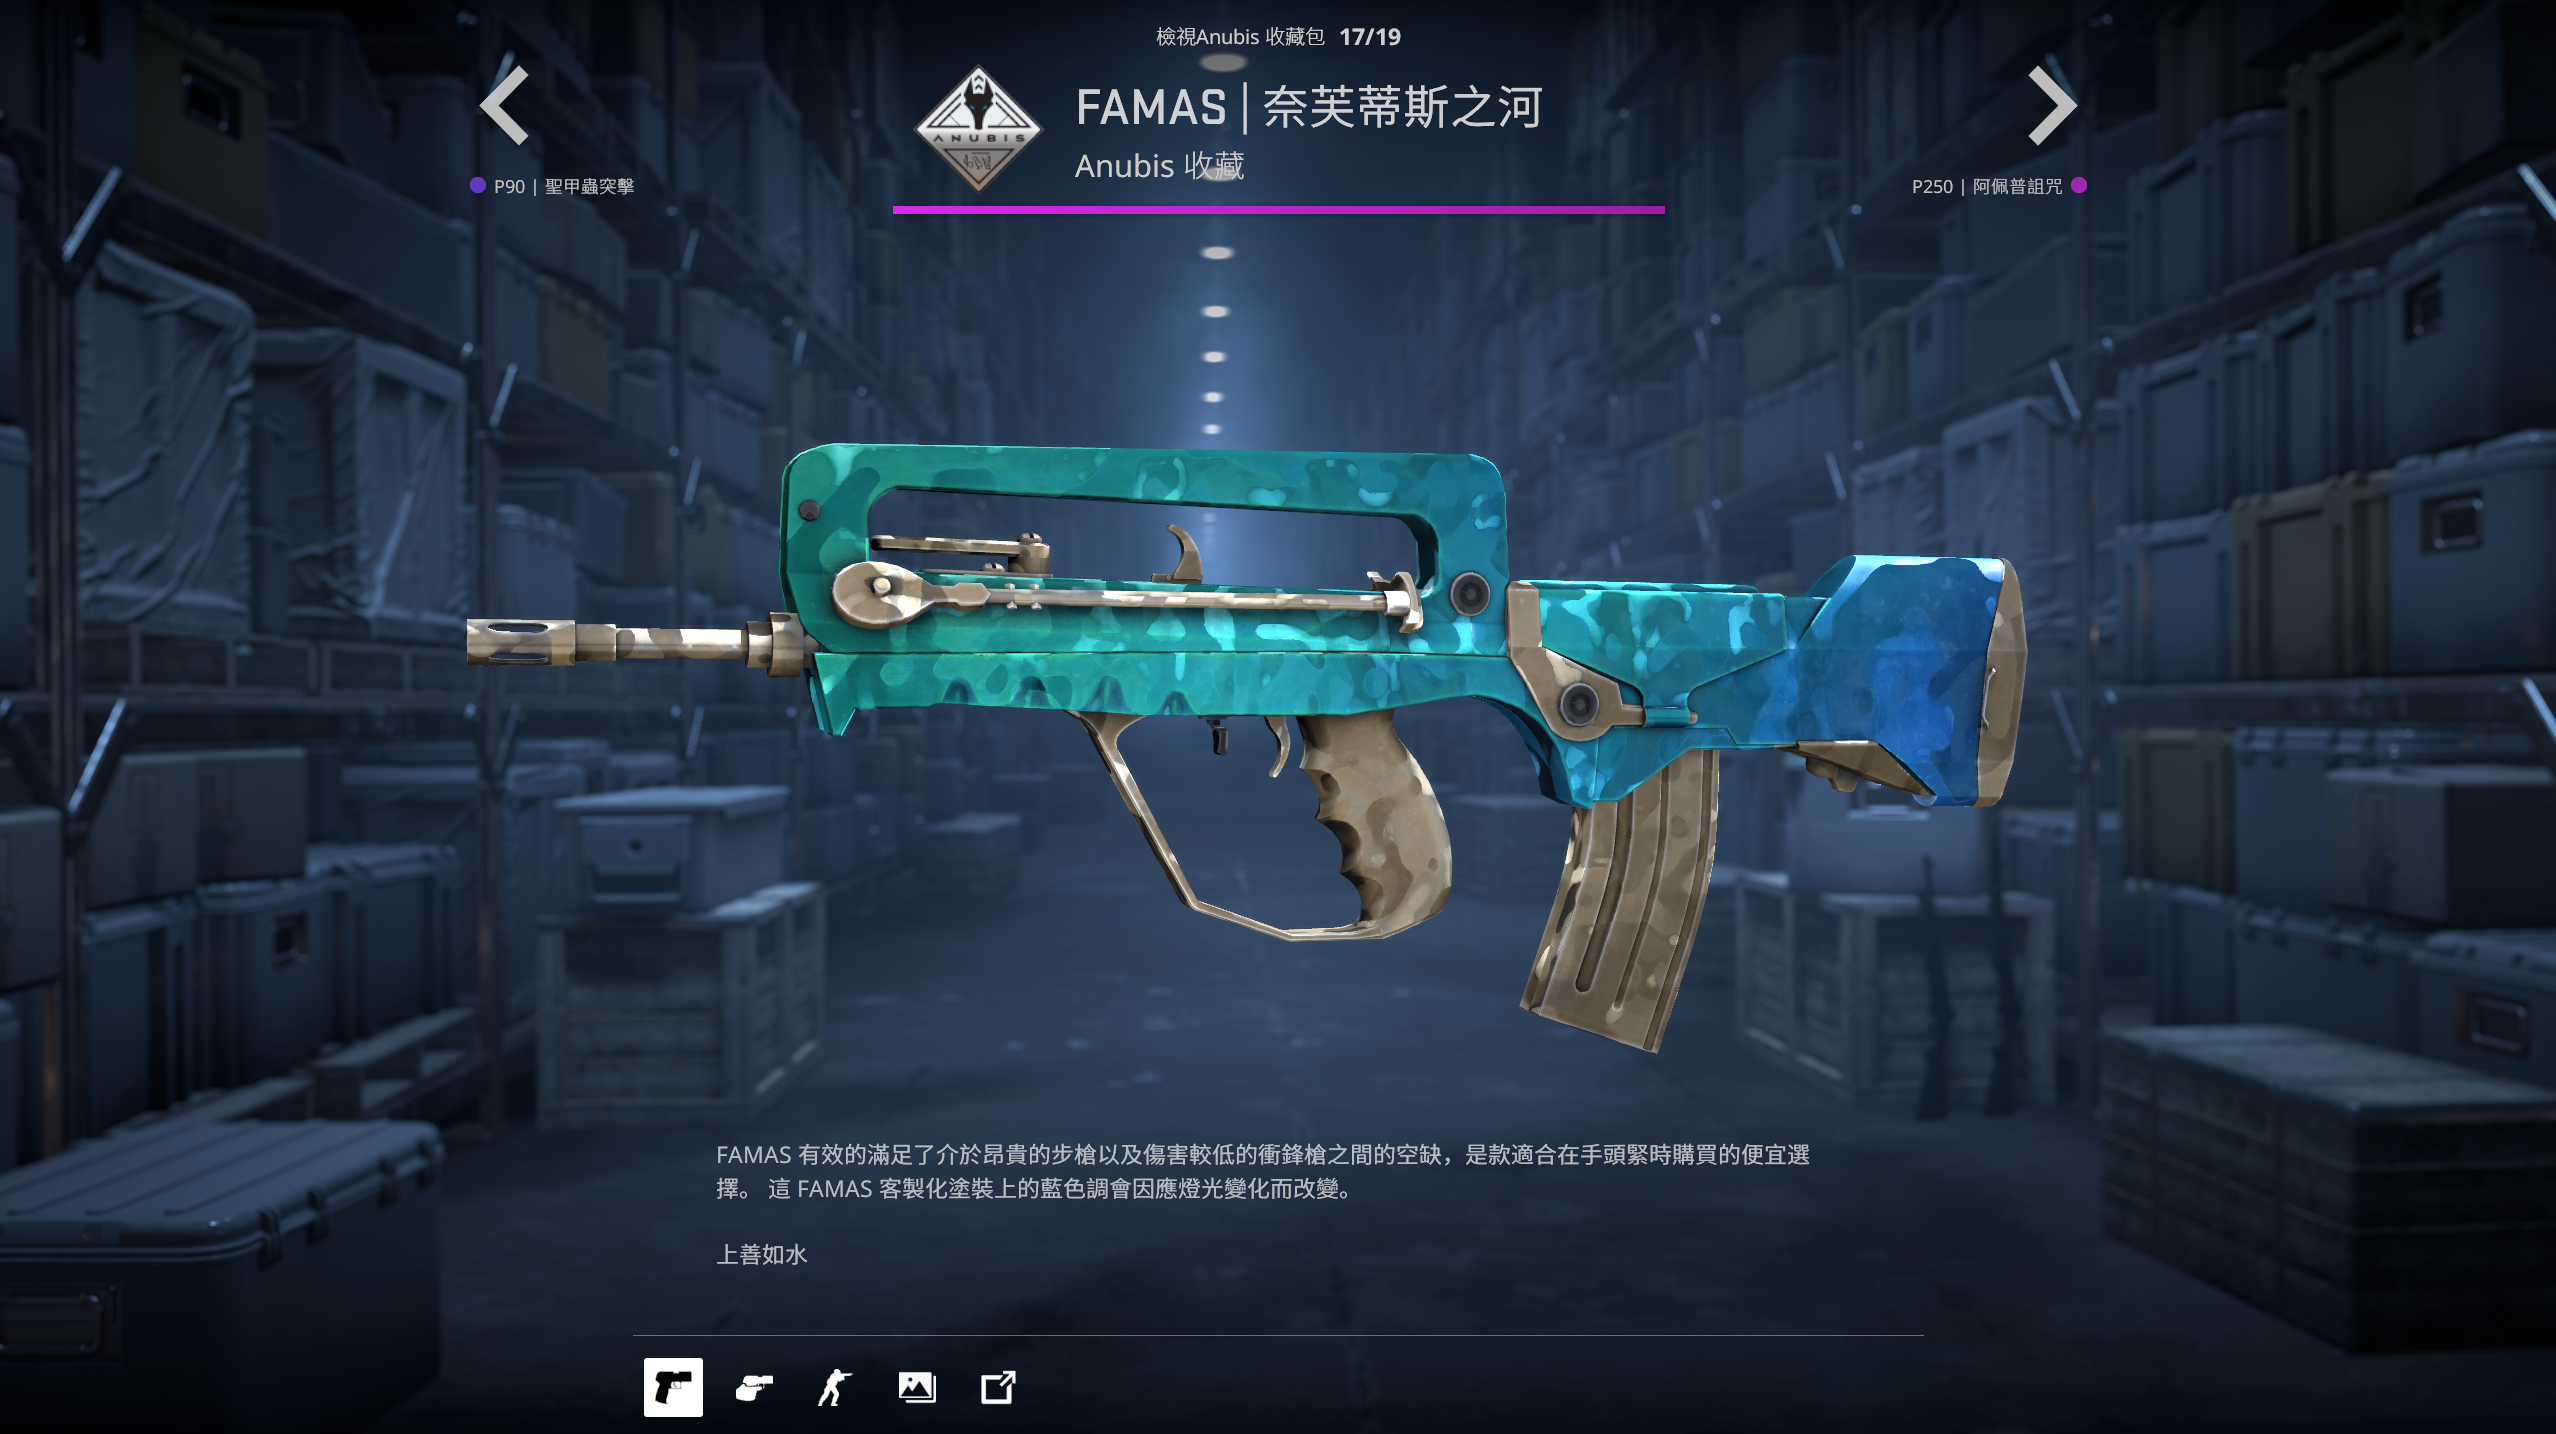 檢視Anubis 收藏包 17/19
ANUBIS
FAMAS | 奈芙蒂斯之河
Anubis 收藏
P90 | 聖甲蟲突擊
P250 | 阿佩普詛咒
FAMAS 有效的滿足了介於昂貴的步槍以及傷害較低的衝鋒槍之間的空缺，是款適合在手頭緊時購買的便宜選
擇。 這 FAMAS 客製化塗裝上的藍色調會因應燈光變化而改變。
上善如水